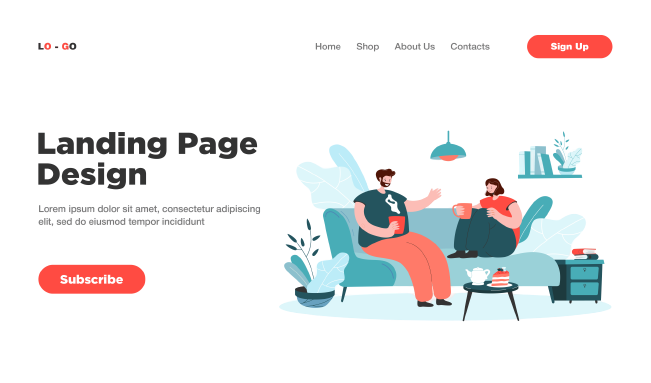 LO - GO
Home
Shop
About Us
Contacts
Sign Up
Landing Page
Design
Lorem ipsum dolor sit amet, consectetur adipiscing
elit, sed do eiusmod tempor incididunt
Subscribe